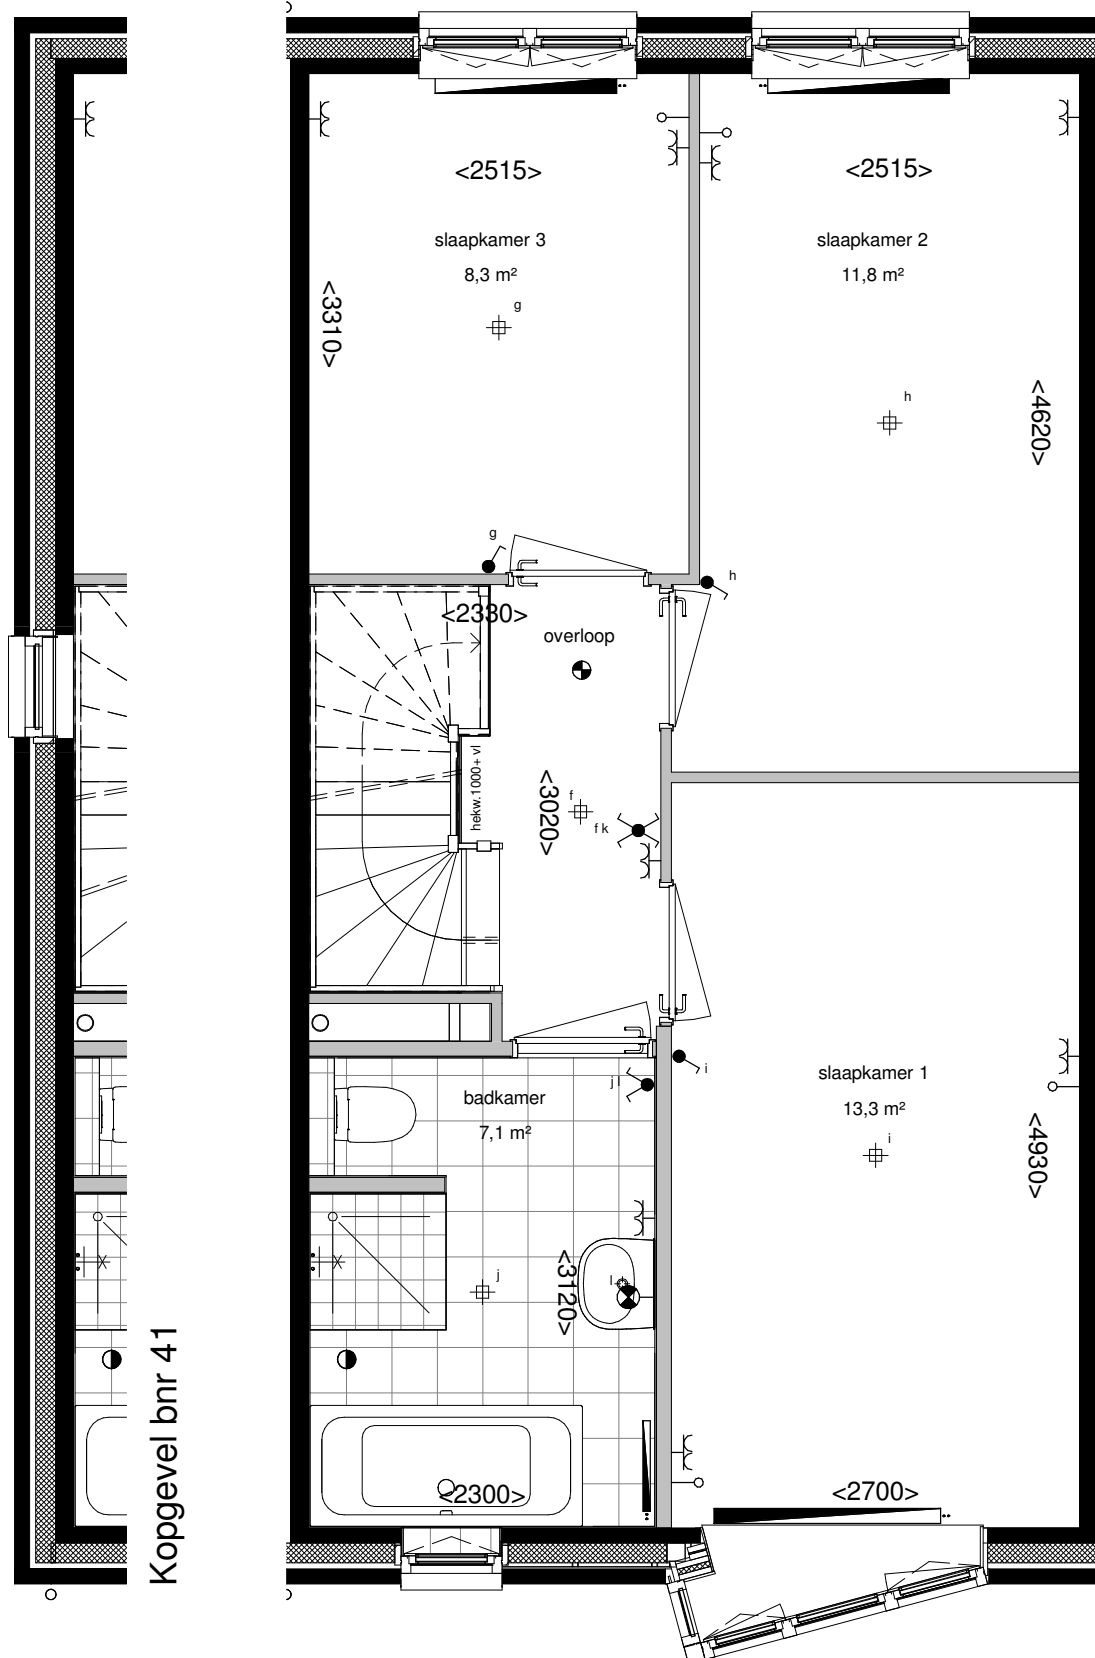 <2515>
<2515>
slaapkamer 3
8,3 m²
g
slaapkamer 2
11,8 m²
h
<3310>
<4620>
g
h
<2330>
overloop
hekw.1000+ vl
<3020>
f
f k
i
j l
badkamer
7,1 m²
slaapkamer 1
13,3 m²
i
<4930>
<3120>
j
l
Kopgevel bnr 41
<2300>
<2700>